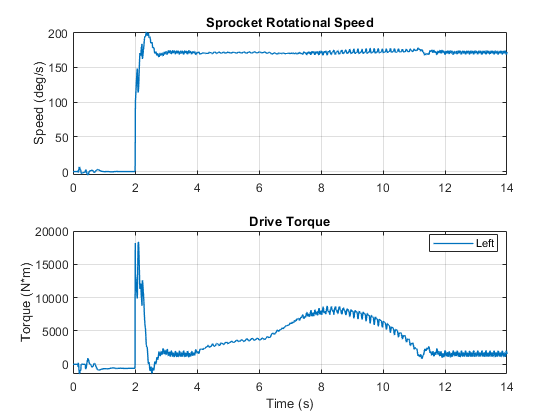 Sprocket Rotational Speed
200
150
100
50
0
Speed (deg/s)
0 2 4 6 8 10 12 14
Drive Torque
20000
15000
10000
5000
0
Torque (N*m)
Left
0 2 4 6 8 10 12 14
Time (s)